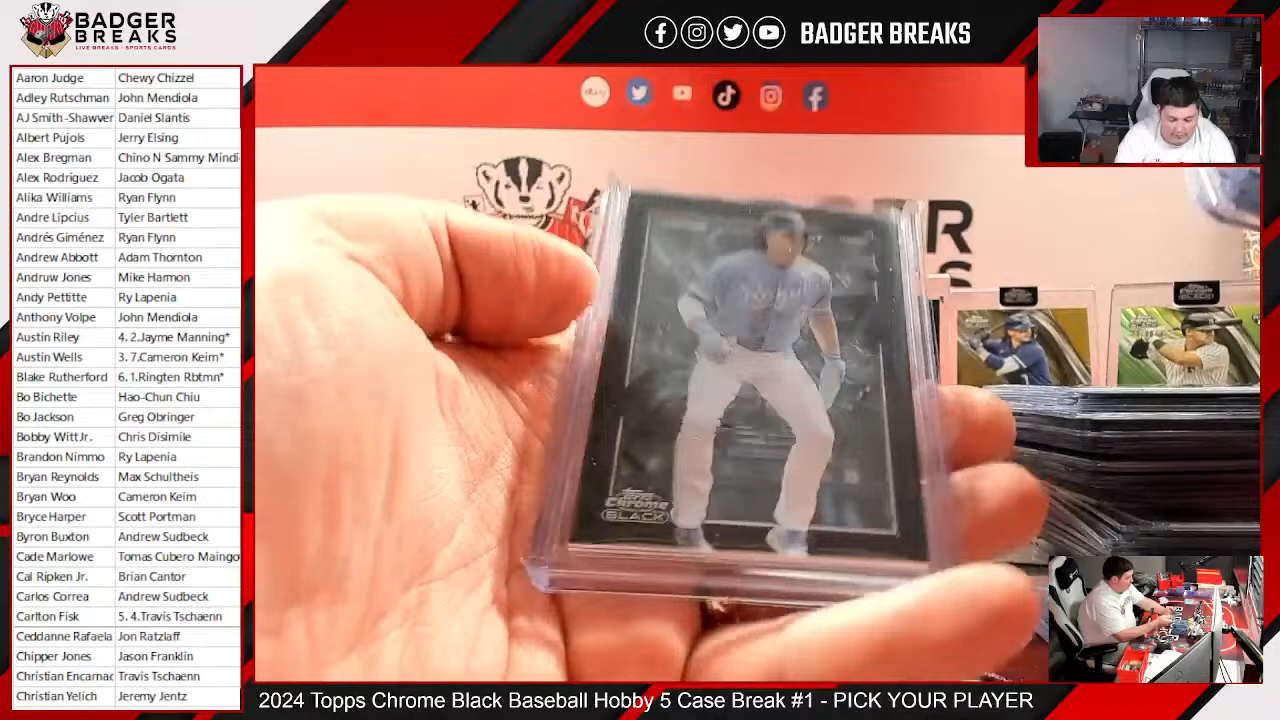 BADGER
BREAKS
LIVE BREAKS - SPORTS CARDS
BADGER BREAKS
Aaron Judge Chewy Chizzel
Adley Rutschman John Mendiola
AJ Smith-Shawver Daniel Slantis
Albert Pujols Jerry Elsing
Alex Bregman Chino N Sammy Mindi
Alex Rodriguez Jacob Ogata
Alika Williams Ryan Flynn
Andre Lipcius Tyler Bartlett
Andrés Giménez Ryan Flynn
Andrew Abbott Adam Thornton
Andruw Jones Mike Harmon
Andy Pettitte Ry Lapenia
Anthony Volpe John Mendiola
Austin Riley 4. 2.Jayme Manning*
Austin Wells 3. 7.Cameron Keim*
Blake Rutherford 6. 1.Ringten Rbtmn*
Bo Bichette Hao-Chun Chiu
Bo Jackson Greg Obringer
Bobby Witt Jr. Chris Disimile
Brandon Nimmo Ry Lapenia
Bryan Reynolds Max Schultheis
Bryan Woo Cameron Keim
Bryce Harper Scott Portman
Byron Buxton Andrew Sudbeck
Cade Marlowe Tomas Cubero Maingo
Cal Ripken Jr. Brian Cantor
Carlos Correa Andrew Sudbeck
Carlton Fisk 5. 4.Travis Tschaenn
Ceddanne Rafaela Jon Ratzlaff
Chipper Jones Jason Franklin
Christian Encarnac Travis Tschaenn
Christian Yelich Jeremy Jentz
ebay
Topps
Chrome
BLACK
2024 Topps Chrome Black Baseball Hobby 5 Case Break #1 - PICK YOUR PLAYER